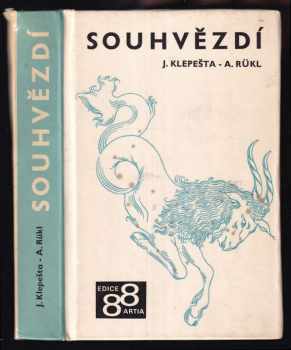 SOUHVĚZDÍ
J. KLEPEŠTA - A. RÜKL
EDICE
88
ARTIA
J. Klepešta - A. Rükl SOUHVĚZDÍ